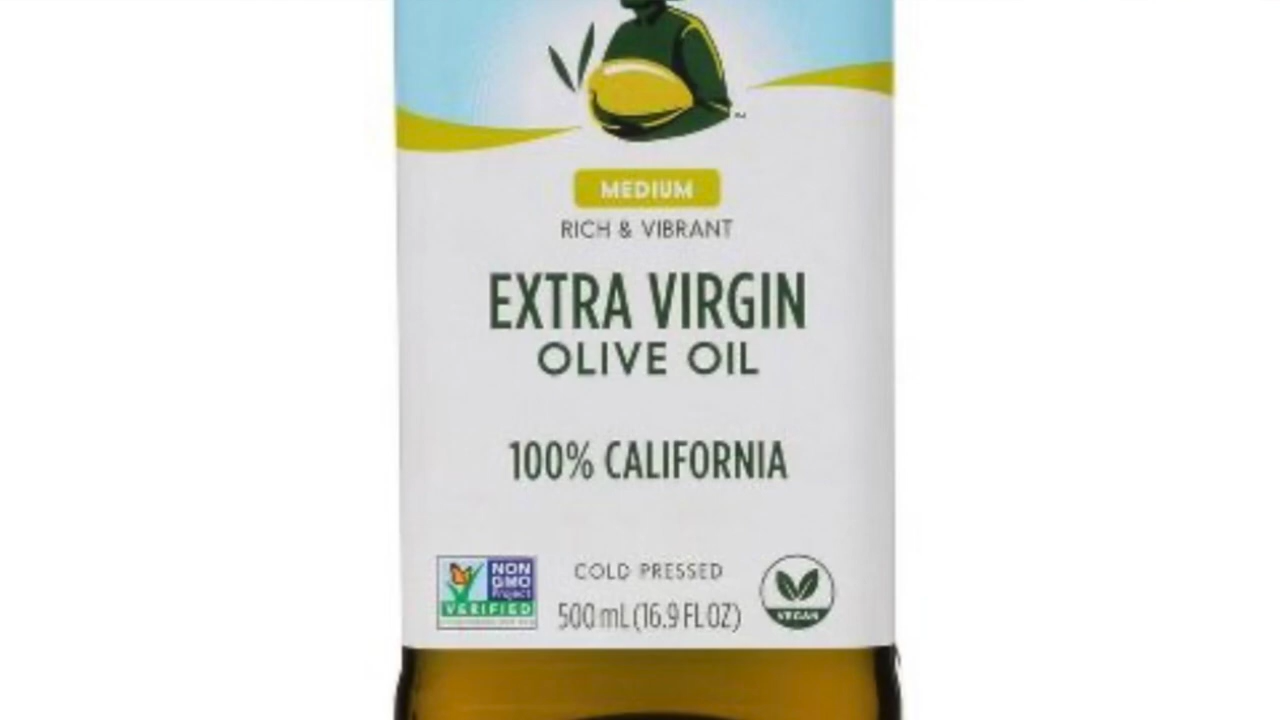 ™
MEDIUM
RICH & VIBRANT
EXTRA VIRGIN
OLIVE OIL
100% CALIFORNIA
NON
GMO
Project
VERIFIED
COLD PRESSED
500 mL (16.9 FL OZ)
VEGAN